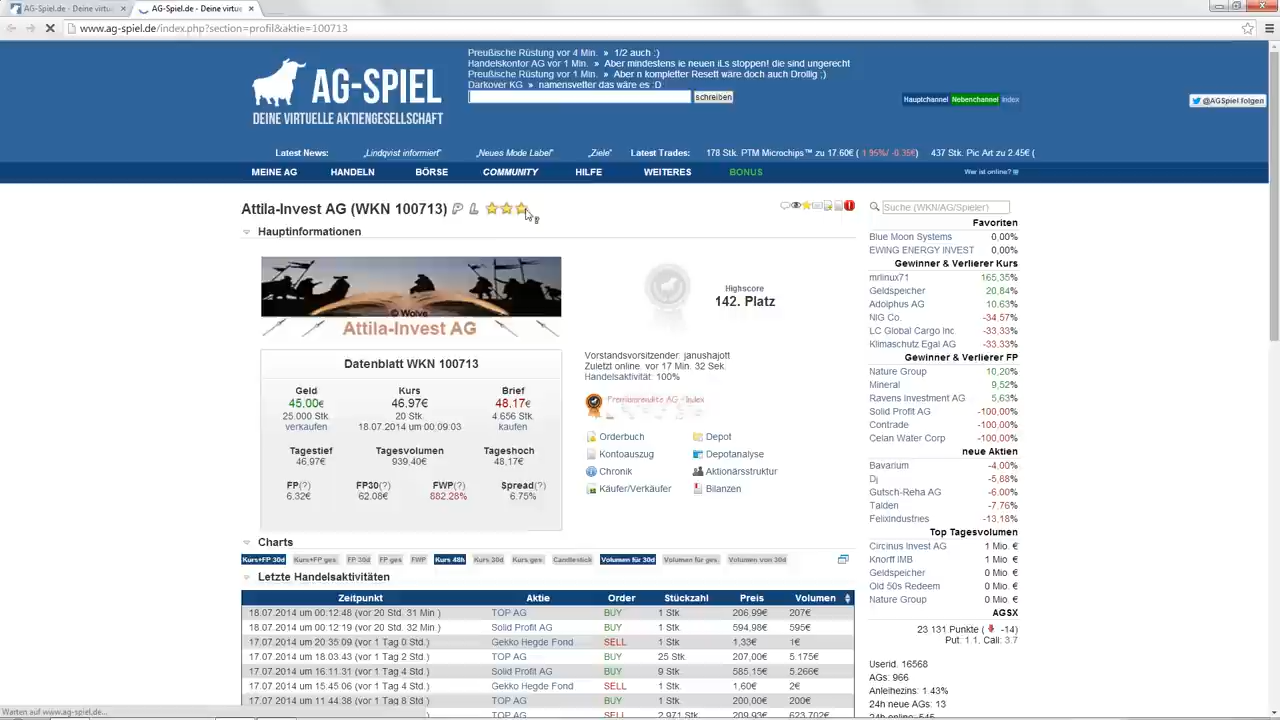 AG-Spiel.de - Deine virtu
AG-Spiel.de - Deine virtue
www.ag-spiel.de/index.php?section=profil&aktie=100713
Preußische Rüstung vor 4 Min. » 1/2 auch ;)
Handelskontor AG vor 1 Min. » Aber mindestens ie neuen iLs stoppen! die sind ungerecht
Preußische Rüstung vor 1 Min. » Aber n kompletter Resett wäre doch auch Drollig ;)
Darkover KG » namensvetter das wäre es :D
schreiben
AG-SPIEL
DEINE VIRTUELLE AKTIENGESELLSCHAFT
Hauptchannel Nebenchannel Index
@AGSpiel folgen
Latest News: „Lindqvist informiert“ „Neues Mode Label“ „Ziele“ Latest Trades: 178 Stk. PTM Microchips™ zu 17.60€ ( 1.95%/ -0.35€) 437 Stk. Pic Art zu 2.45€ (
MEINE AG HANDELN BÖRSE COMMUNITY HILFE WEITERES BONUS
Wer ist online?
Attila-Invest AG (WKN 100713) P L
Hauptinformationen
© Wolve
Attila-Invest AG
Highscore
142. Platz
Datenblatt WKN 100713
Geld Kurs Brief
45,00€ 46,97€ 48,17€
25.000 Stk. 20 Stk. 4.656 Stk.
verkaufen 18.07.2014 um 00:09:03 kaufen
Tagestief Tagesvolumen Tageshoch
46,97€ 939,40€ 48,17€
FP(?) FP30(?) FWP(?) Spread(?)
6.32€ 62.08€ 882.28% 6.75%
Vorstandsvorsitzender: janushajott
Zuletzt online: vor 17 Min. 32 Sek.
Handelsaktivität: 100%
Premiumrendite AG - Index
Orderbuch Depot
Kontoauszug Depotanalyse
Chronik Aktionärsstruktur
Käufer/Verkäufer Bilanzen
Charts
Kurs+FP 30d Kurs+FP ges FP 30d FP ges FWP Kurs 48h Kurs 30d Kurs ges Candlestick Volumen für 30d Volumen für ges. Volumen von 30d
Letzte Handelsaktivitäten
Zeitpunkt Aktie Order Stückzahl Preis Volumen
18.07.2014 um 00:12:48 (vor 20 Std. 31 Min.) TOP AG BUY 1 Stk. 206,99€ 207€
18.07.2014 um 00:12:19 (vor 20 Std. 32 Min.) Solid Profit AG BUY 1 Stk. 594,98€ 595€
17.07.2014 um 20:35:09 (vor 1 Tag 0 Std.) Gekko Hegde Fond SELL 1 Stk. 1,33€ 1€
17.07.2014 um 18:03:43 (vor 1 Tag 2 Std.) TOP AG BUY 25 Stk. 207,00€ 5.175€
17.07.2014 um 16:11:31 (vor 1 Tag 4 Std.) Solid Profit AG BUY 9 Stk. 585,15€ 5.266€
17.07.2014 um 15:45:06 (vor 1 Tag 4 Std.) Gekko Hegde Fond SELL 1 Stk. 1,60€ 2€
17.07.2014 um 11:44:38 (vor 1 Tag 8 Std.) TOP AG BUY 1 Stk. 200,00€ 200€
TOP AG SELL 2.971 Stk. 209,93€ 623.702€
Suche (WKN/AG/Spieler)
Favoriten
Blue Moon Systems 0,00%
EWING ENERGY INVEST 0,00%
Gewinner & Verlierer Kurs
mrlinux71 165,35%
Geldspeicher 20,84%
Adolphus AG 10,63%
NIG Co. -34,57%
LC Global Cargo Inc. -33,33%
Klimaschutz Egal AG -33,33%
Gewinner & Verlierer FP
Nature Group 10,20%
Mineral 9,52%
Ravens Investment AG 5,63%
Solid Profit AG -100,00%
Contrade -100,00%
Celan Water Corp -100,00%
neue Aktien
Bavarium -4.00%
Dj -5,88%
Gutsch-Reha AG -6.00%
Talden -7,76%
Felixindustries -13,18%
Top Tagesvolumen
Circinus Invest AG 1 Mio. €
Knorff IMB 1 Mio. €
Geldspeicher 0 Mio. €
Old 50s Redeem 0 Mio. €
Nature Group 0 Mio. €
AGSX
23 131 Punkte ( -14)
Put: 1.1, Call: 3.7
Userid: 16568
AGs: 966
Anleihezins: 1.43%
24h neue AGs: 13
24h online: 545
Warten auf www.ag-spiel.de...